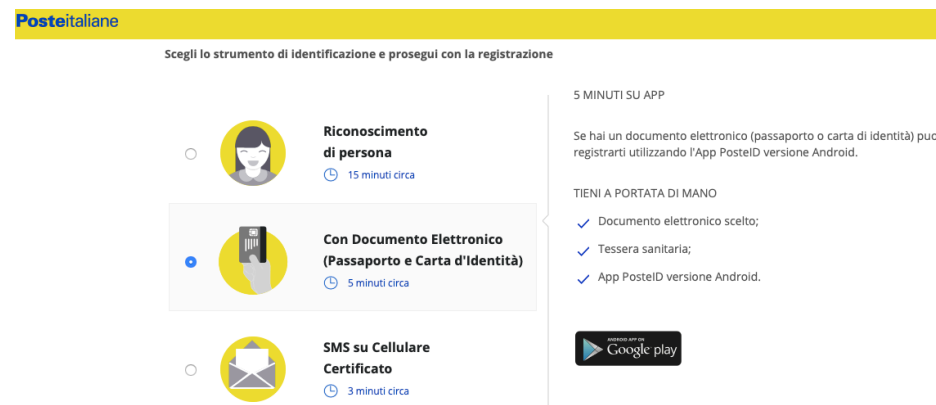 Posteitaliane
Scegli lo strumento di identificazione e prosegui con la registrazione
Riconoscimento
di persona
15 minuti circa
Con Documento Elettronico
(Passaporto e Carta d'Identità)
5 minuti circa
SMS su Cellulare
Certificato
3 minuti circa
5 MINUTI SU APP
Se hai un documento elettronico (passaporto o carta di identità) puo
registrarti utilizzando l'App PosteID versione Android.
TIENI A PORTATA DI MANO
Documento elettronico scelto;
Tessera sanitaria;
App PosteID versione Android.
ANDROID APP ON
Google play